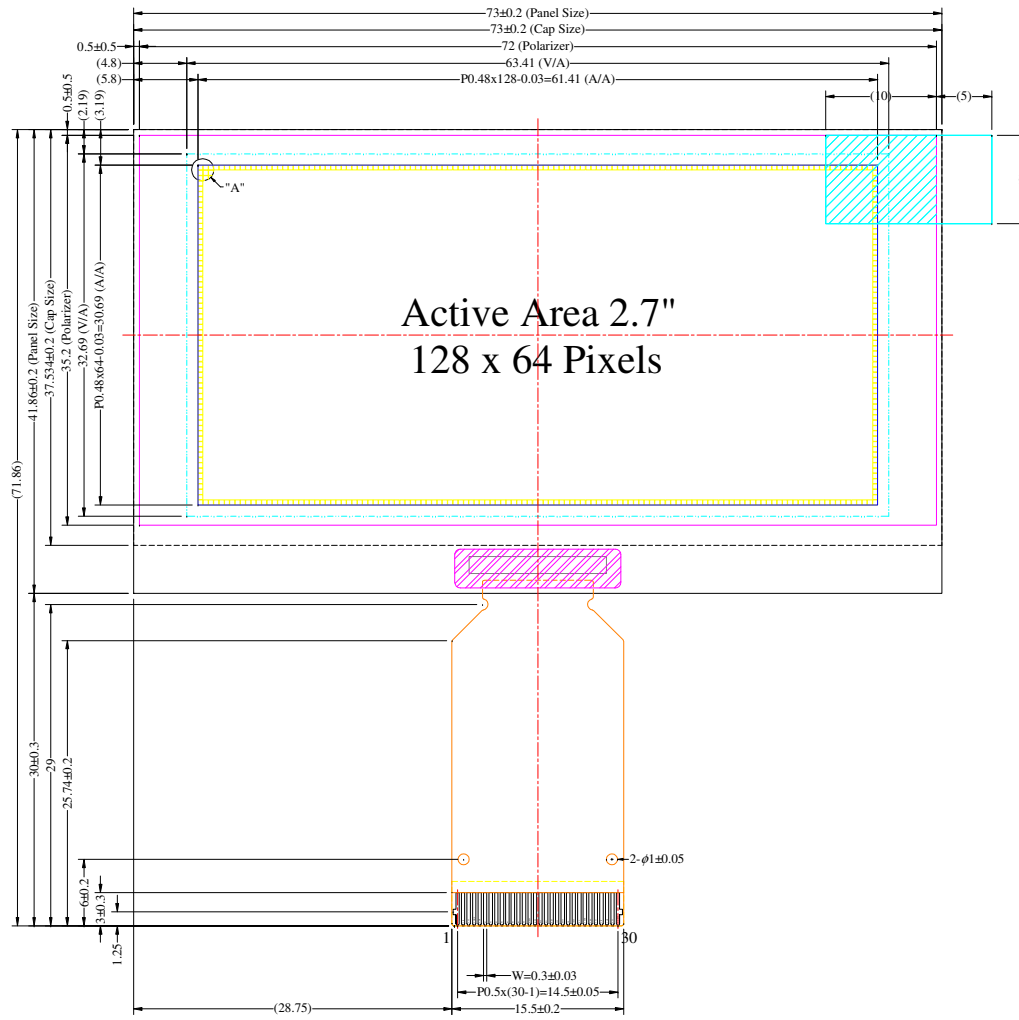 73±0.2 (Panel Size)
73±0.2 (Cap Size)
0.5±0.5
72 (Polarizer)
(4.8)
63.41 (V/A)
(5.8)
P0.48x128-0.03=61.41 (A/A)
0.5±0.5
(2.19)
(3.19)
(10)
(5)
"A"
Active Area 2.7"
128 x 64 Pixels
(71.86)
41.86±0.2 (Panel Size)
37.534±0.2 (Cap Size)
35.2 (Polarizer)
32.69 (V/A)
P0.48x64-0.03=30.69 (A/A)
30±0.3
29
25.74±0.2
6±0.2
3±0.3
1.25
2-ϕ1±0.05
1
30
W=0.3±0.03
P0.5x(30-1)=14.5±0.05
(28.75)
15.5±0.2